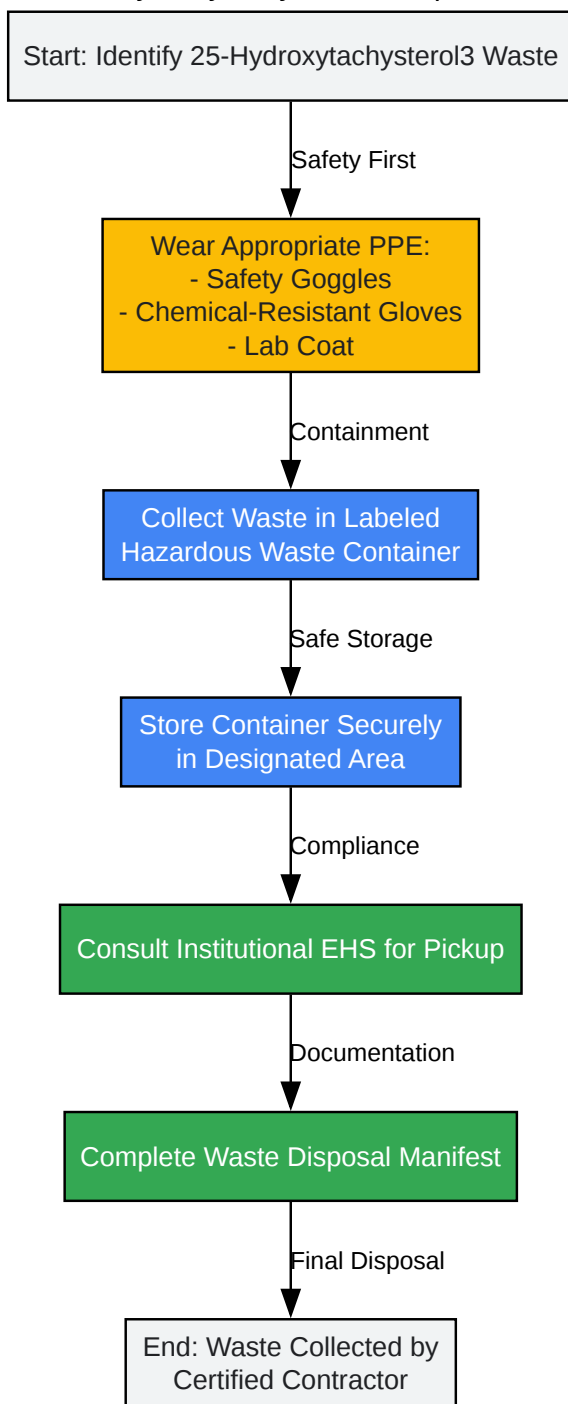 Start: Identify 25-Hydroxytachysterol3 Waste
Safety First
Wear Appropriate PPE:
- Safety Goggles
- Chemical-Resistant Gloves
- Lab Coat
Containment
Collect Waste in Labeled
Hazardous Waste Container
Safe Storage
Store Container Securely
in Designated Area
Compliance
Consult Institutional EHS for Pickup
Documentation
Complete Waste Disposal Manifest
Final Disposal
End: Waste Collected by
Certified Contractor